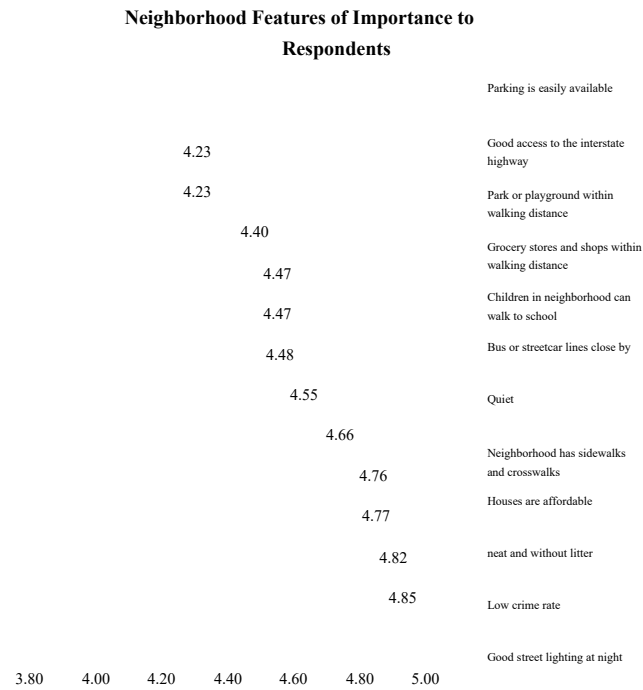 Neighborhood Features of Importance to
Respondents
Parking is easily available
4.23
Good access to the interstate
highway
4.23
Park or playground within
walking distance
4.40
Grocery stores and shops within
walking distance
4.47
Children in neighborhood can
walk to school
4.47
Bus or streetcar lines close by
4.48
4.55
Quiet
4.66
Neighborhood has sidewalks
and crosswalks
4.76
Houses are affordable
4.77
neat and without litter
4.82
4.85
Low crime rate
Good street lighting at night
3.80 4.00 4.20 4.40 4.60 4.80 5.00